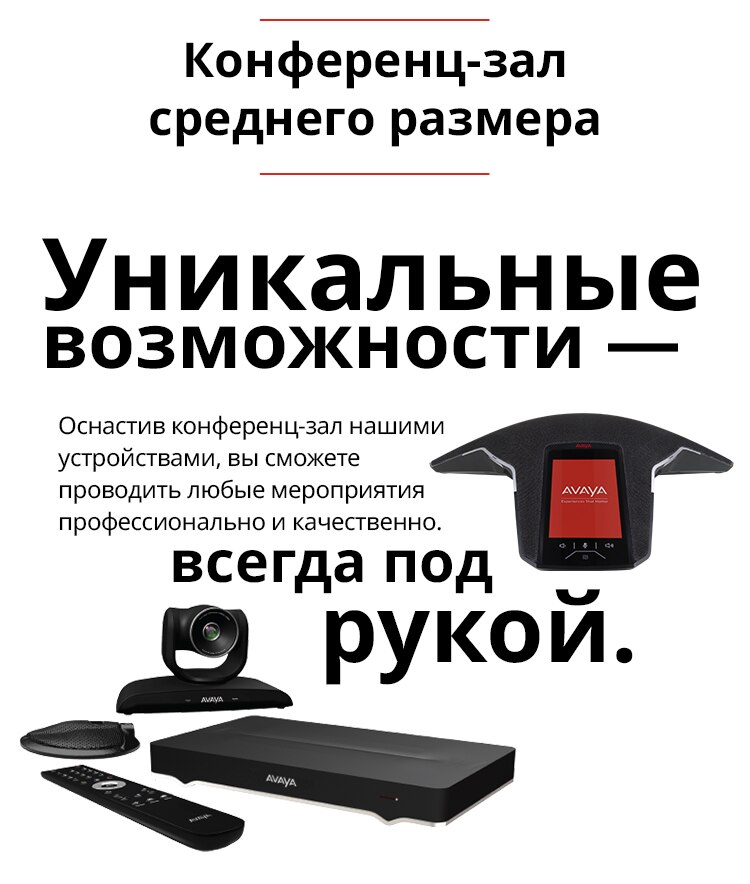 Конференц-зал
среднего размера
Уникальные
возможности —
Оснастив конференц-зал нашими
устройствами, вы сможете
проводить любые мероприятия
профессионально и качественно.
всегда под
рукой.
AVAYA
AVAYA
AVAYA
AVAYA
AVAYA